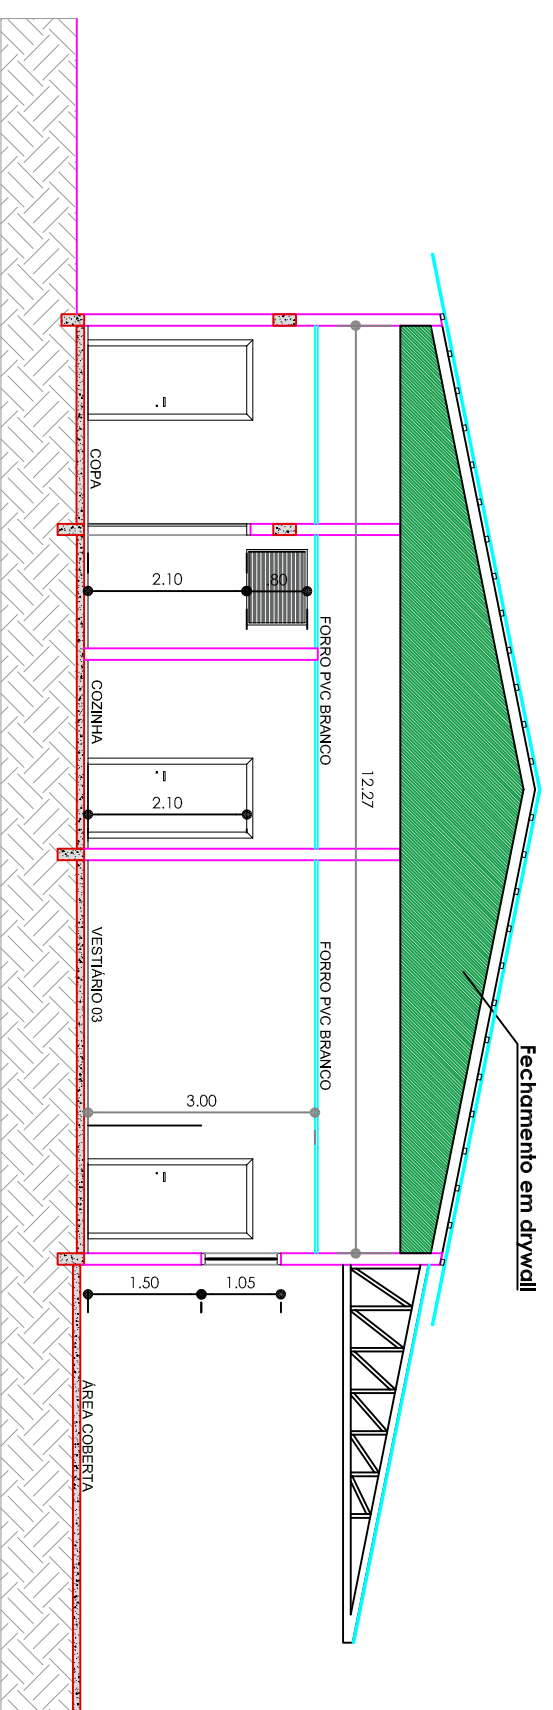 Fechamento em drywall
12.27
FORRO PVC BRANCO
FORRO PVC BRANCO
.80
2.10
2.10
3.00
1.05
1.50
COPA
COZINHA
VESTIÁRIO 03
ÁREA COBERTA